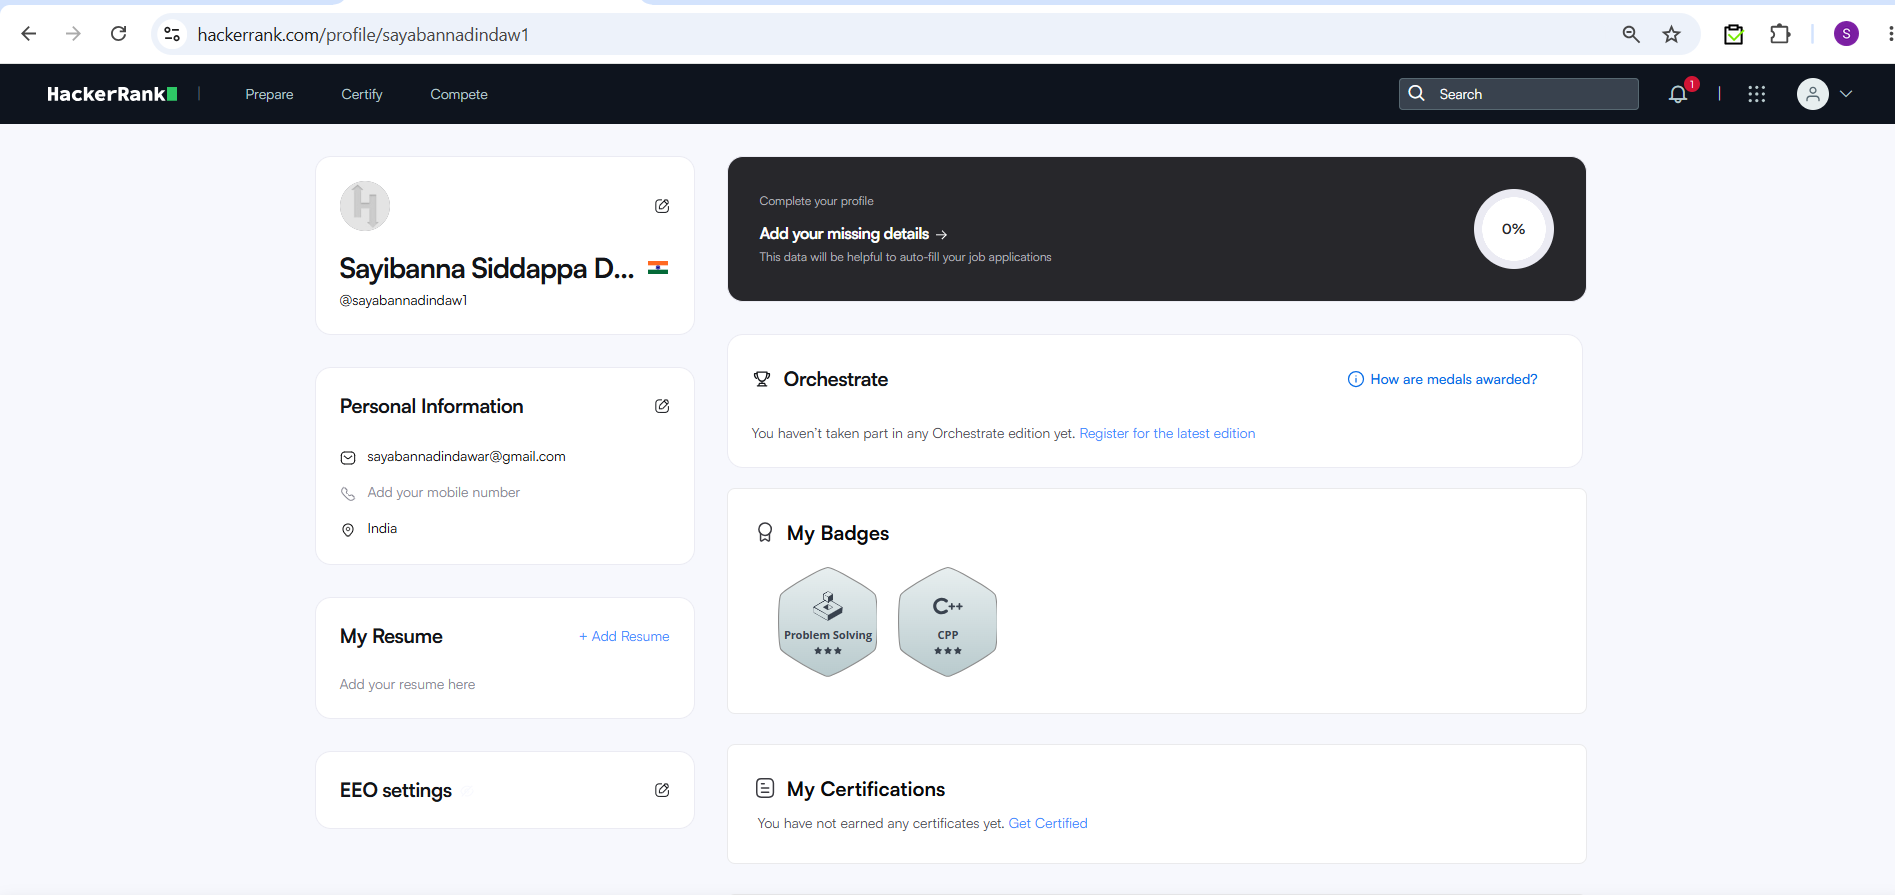 hackerrank.com/profile/sayabannadindaw1
S
HackerRank
Prepare
Certify
Compete
Search
1
Sayibanna Siddappa D...
@sayabannadindaw1
Personal Information
sayabannadindawar@gmail.com
Add your mobile number
India
My Resume
+ Add Resume
Add your resume here
EEO settings
Complete your profile
Add your missing details →
This data will be helpful to auto-fill your job applications
0%
Orchestrate
How are medals awarded?
You haven't taken part in any Orchestrate edition yet. Register for the latest edition
My Badges
Problem Solving
C++
CPP
My Certifications
You have not earned any certificates yet. Get Certified